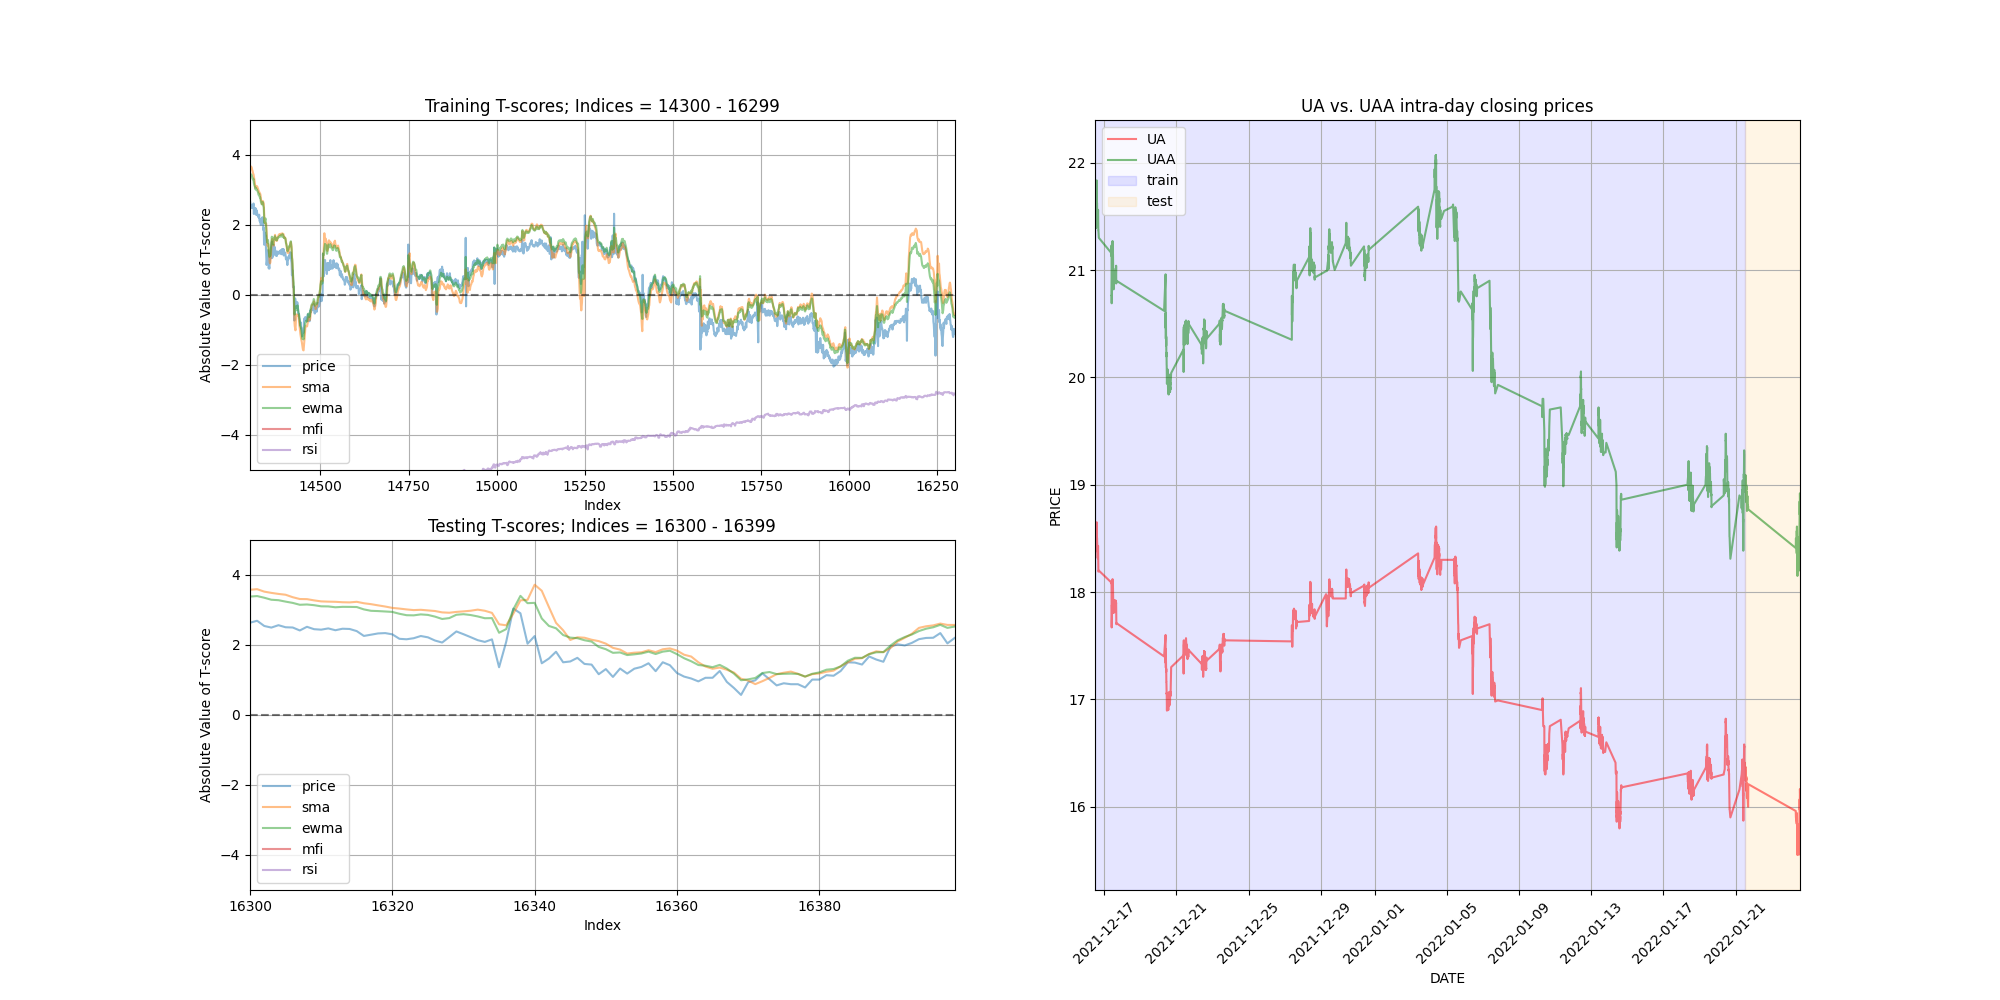 Training T-scores; Indices = 14300 - 16299
Absolute Value of T-score
4
2
0
−2
−4
price
sma
ewma
mfi
rsi
14500
14750
15000
15250
15500
15750
16000
16250
Index
Testing T-scores; Indices = 16300 - 16399
Absolute Value of T-score
4
2
0
−2
−4
price
sma
ewma
mfi
rsi
16300
16320
16340
16360
16380
Index
UA vs. UAA intra-day closing prices
UA
UAA
train
test
PRICE
22
21
20
19
18
17
16
2021-12-17
2021-12-21
2021-12-25
2021-12-29
2022-01-01
2022-01-05
2022-01-09
2022-01-13
2022-01-17
2022-01-21
DATE